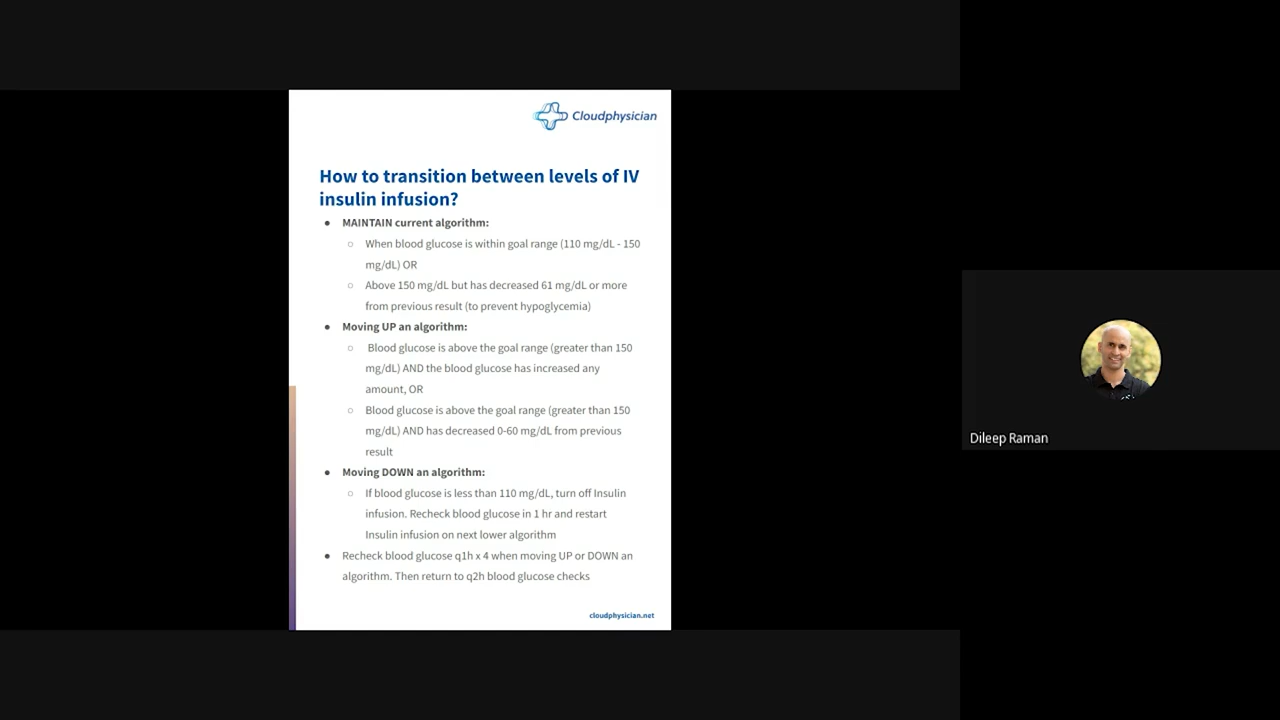 Cloudphysician
How to transition between levels of IV
insulin infusion?
● MAINTAIN current algorithm:
○ When blood glucose is within goal range (110 mg/dL - 150
mg/dL) OR
○ Above 150 mg/dL but has decreased 61 mg/dL or more
from previous result (to prevent hypoglycemia)
● Moving UP an algorithm:
○ Blood glucose is above the goal range (greater than 150
mg/dL) AND the blood glucose has increased any
amount, OR
○ Blood glucose is above the goal range (greater than 150
mg/dL) AND has decreased 0-60 mg/dL from previous
result
● Moving DOWN an algorithm:
○ If blood glucose is less than 110 mg/dL, turn off Insulin
infusion. Recheck blood glucose in 1 hr and restart
Insulin infusion on next lower algorithm
● Recheck blood glucose q1h x 4 when moving UP or DOWN an
algorithm. Then return to q2h blood glucose checks
cloudphysician.net
Dileep Raman